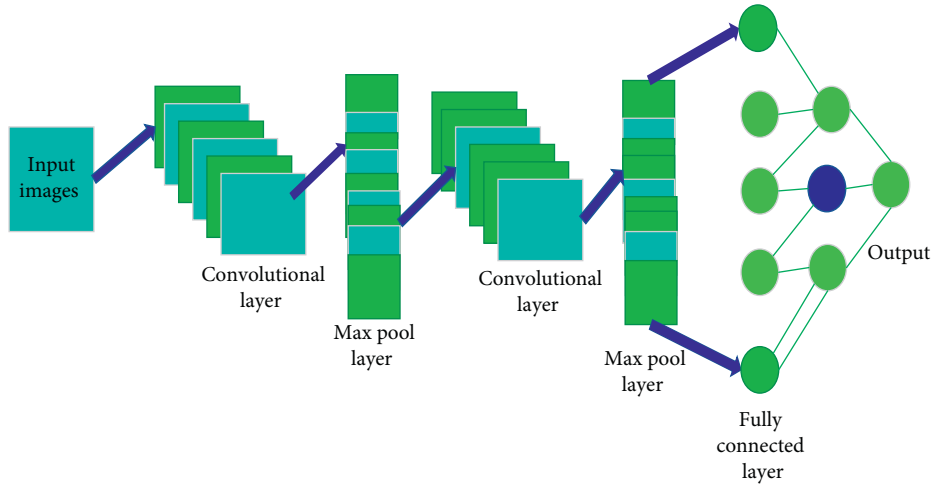 Input
images
Convolutional
layer
Max pool
layer
Convolutional
layer
Max pool
layer
Fully
connected
layer
Output